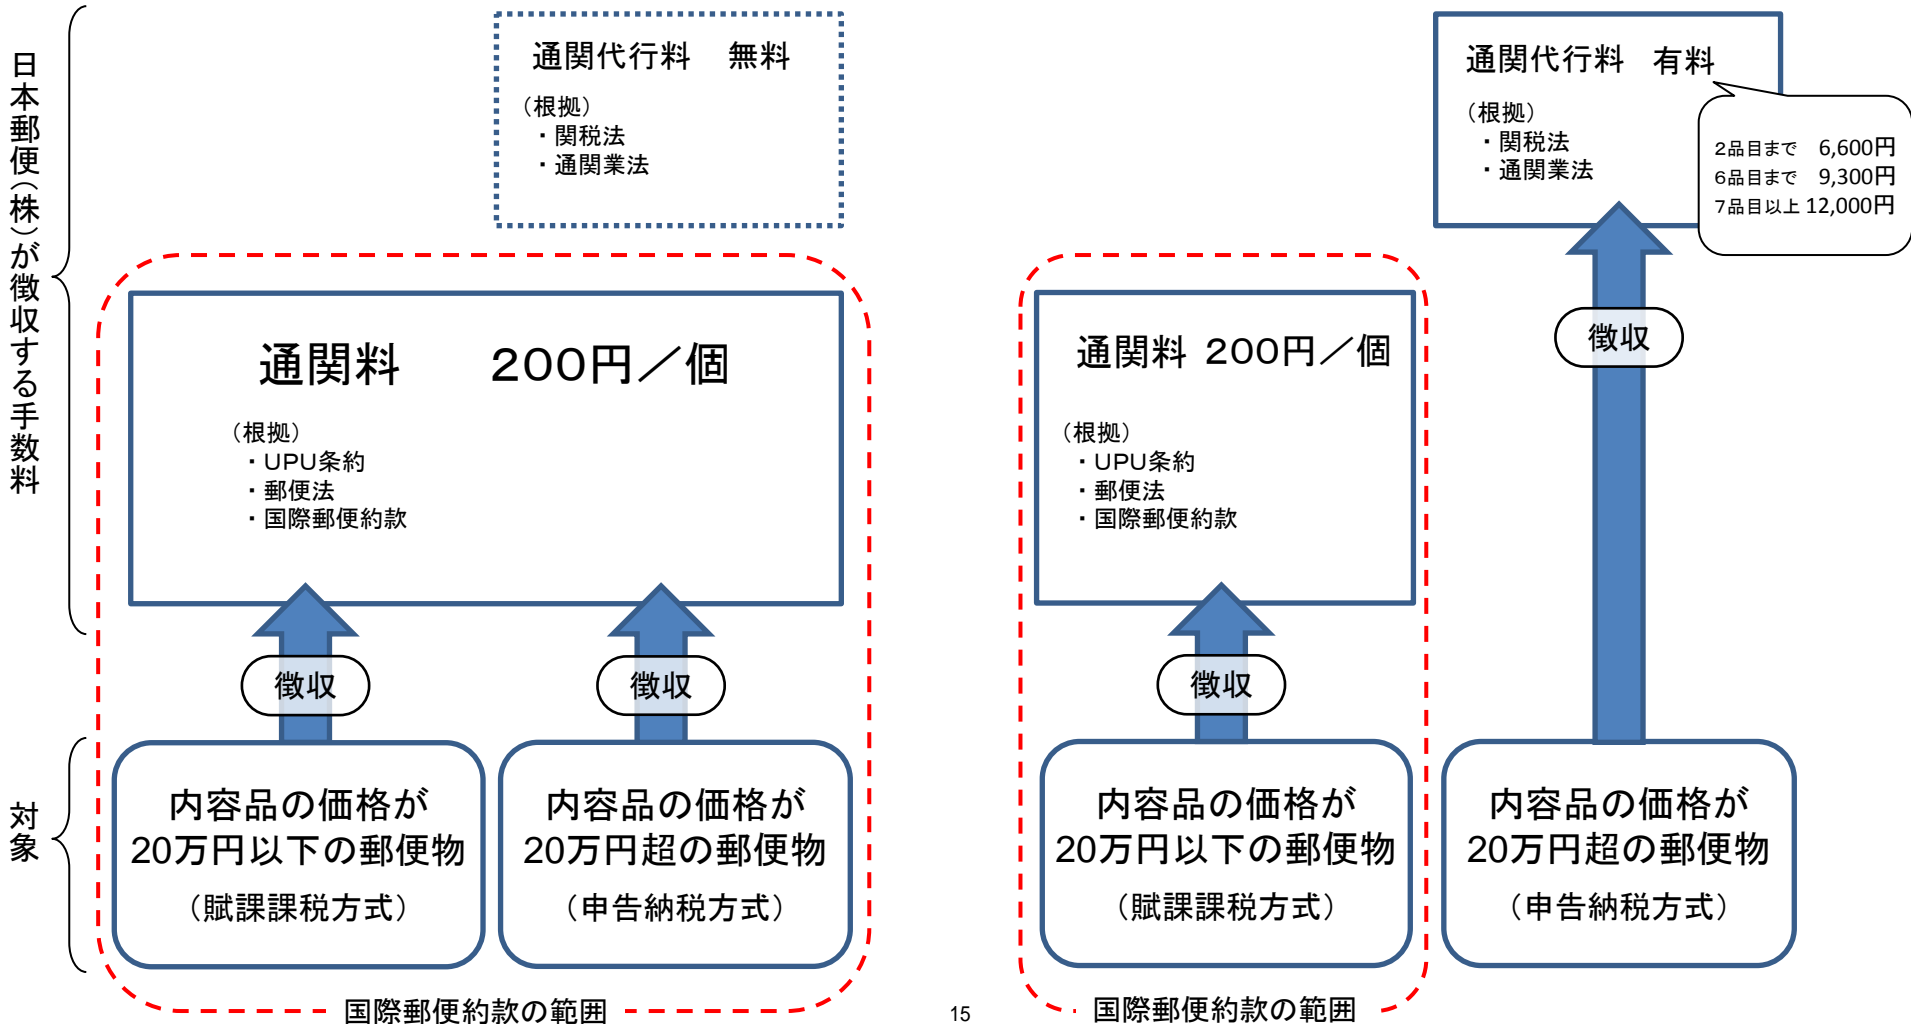 日本郵便（株）が徴収する手数料
通関代行料　無料
（根拠）
・関税法
・通関業法
通関料　　２００円／個
（根拠）
・ＵＰＵ条約
・郵便法
・国際郵便約款
徴収
徴収
対象
内容品の価格が
20万円以下の郵便物
（賦課課税方式）
内容品の価格が
20万円超の郵便物
（申告納税方式）
国際郵便約款の範囲
通関代行料　有料
（根拠）
・関税法
・通関業法
２品目まで　6,600円
６品目まで　9,300円
７品目以上 12,000円
通関料 ２００円／個
（根拠）
・ＵＰＵ条約
・郵便法
・国際郵便約款
徴収
徴収
内容品の価格が
20万円以下の郵便物
（賦課課税方式）
内容品の価格が
20万円超の郵便物
（申告納税方式）
国際郵便約款の範囲
15